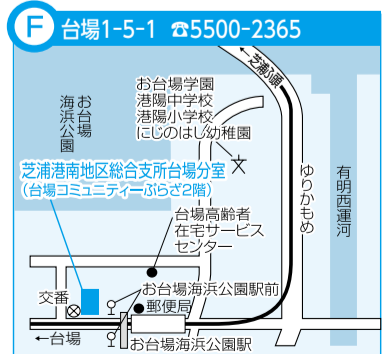 F 台場1-5-1 ☎5500-2365
←芝浦ふ頭
お台場学園
港陽中学校
港陽小学校
にじのはし幼稚園
お台場
海浜公園
芝浦港南地区総合支所台場分室
(台場コミュニティーぷらざ2階)
ゆりかもめ
有明西運河
台場高齢者
在宅サービス
センター
お台場海浜公園駅前
交番
郵便局
←台場
お台場海浜公園駅